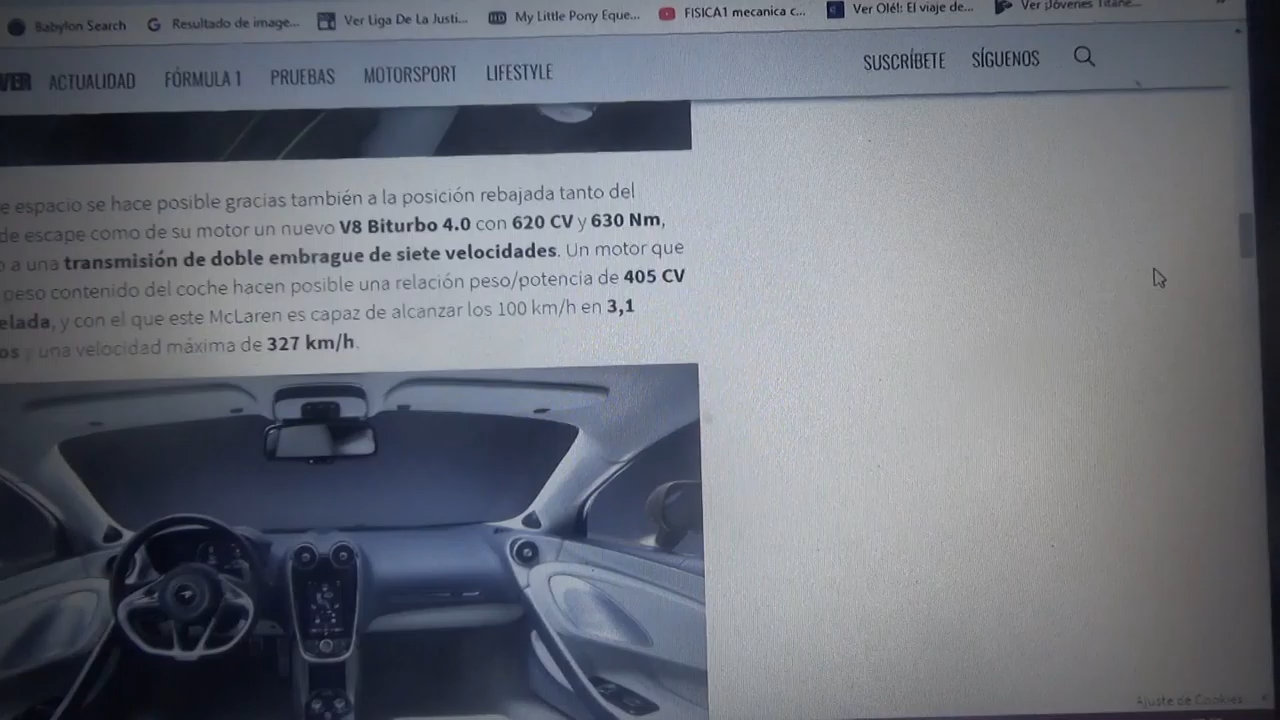 Babylon Search Resultado de image... Ver Liga De La Justi... My Little Pony Eque... FISICA1 mecanica c... Ver Olé!: El viaje de... Ver ¡Jóvenes Titane...
VER ACTUALIDAD FÓRMULA 1 PRUEBAS MOTORSPORT LIFESTYLE SUSCRÍBETE SÍGUENOS
e espacio se hace posible gracias también a la posición rebajada tanto del
de escape como de su motor un nuevo V8 Biturbo 4.0 con 620 CV y 630 Nm,
o a una transmisión de doble embrague de siete velocidades. Un motor que
peso contenido del coche hacen posible una relación peso/potencia de 405 CV
elada, y con el que este McLaren es capaz de alcanzar los 100 km/h en 3,1
os y una velocidad máxima de 327 km/h.
Ajuste de Cookies